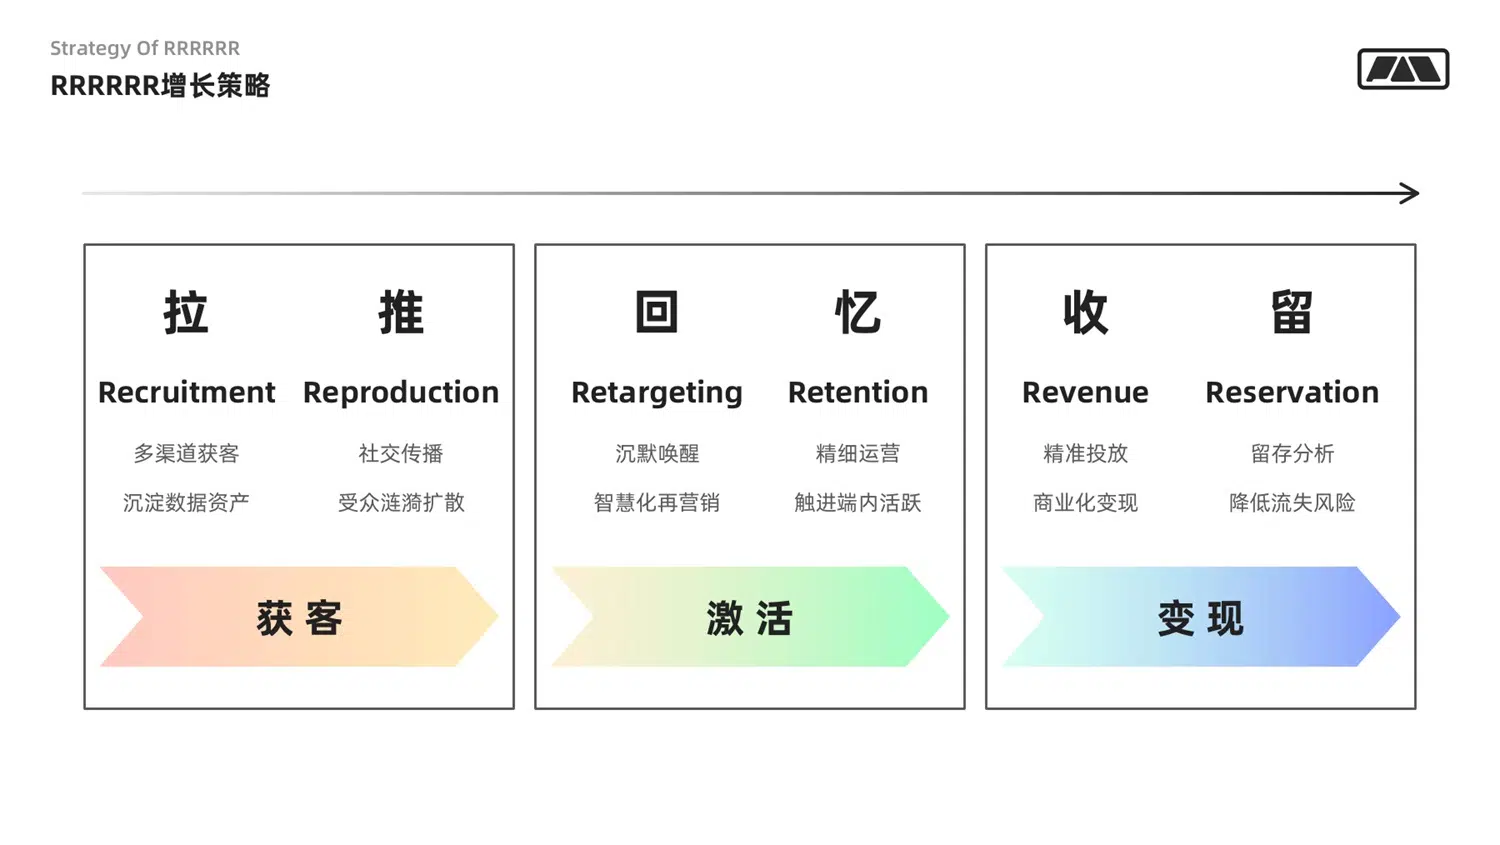 Strategy Of RRRRRR
RRRRRR增长策略
拉 推
Recruitment Reproduction
多渠道获客 社交传播
沉淀数据资产 受众涟漪扩散
获 客
回 忆
Retargeting Retention
沉默唤醒 精细运营
智慧化再营销 触进端内活跃
激 活
收 留
Revenue Reservation
精准投放 留存分析
商业化变现 降低流失风险
变 现